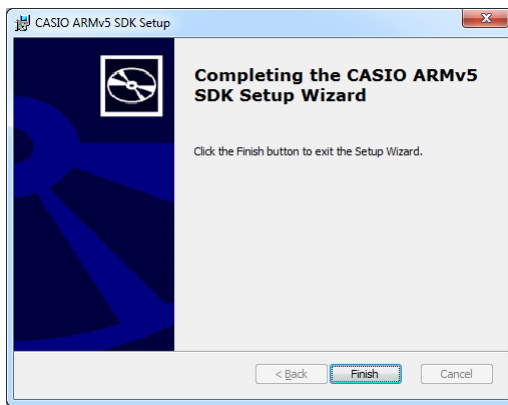 CASIO ARMv5 SDK Setup
Completing the CASIO ARMv5
SDK Setup Wizard
Click the Finish button to exit the Setup Wizard.
< Back
Finish
Cancel